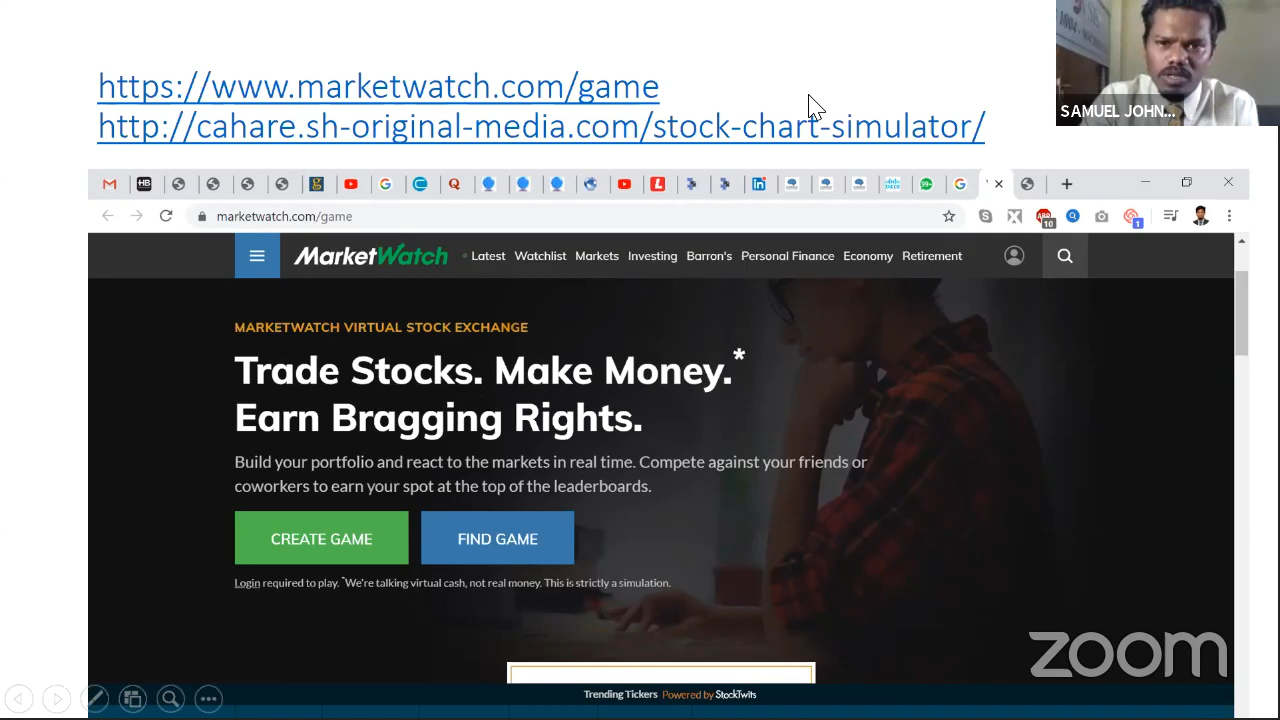 https://www.marketwatch.com/game
http://cahare.sh-original-media.com/stock-chart-simulator/
SAMUEL JOHN...
marketwatch.com/game
10
1
MarketWatch
Latest Watchlist Markets Investing Barron's Personal Finance Economy Retirement
MARKETWATCH VIRTUAL STOCK EXCHANGE
Trade Stocks. Make Money.*
Earn Bragging Rights.
Build your portfolio and react to the markets in real time. Compete against your friends or
coworkers to earn your spot at the top of the leaderboards.
CREATE GAME FIND GAME
Login required to play. *We're talking virtual cash, not real money. This is strictly a simulation.
zoom
Trending Tickers Powered by StockTwits